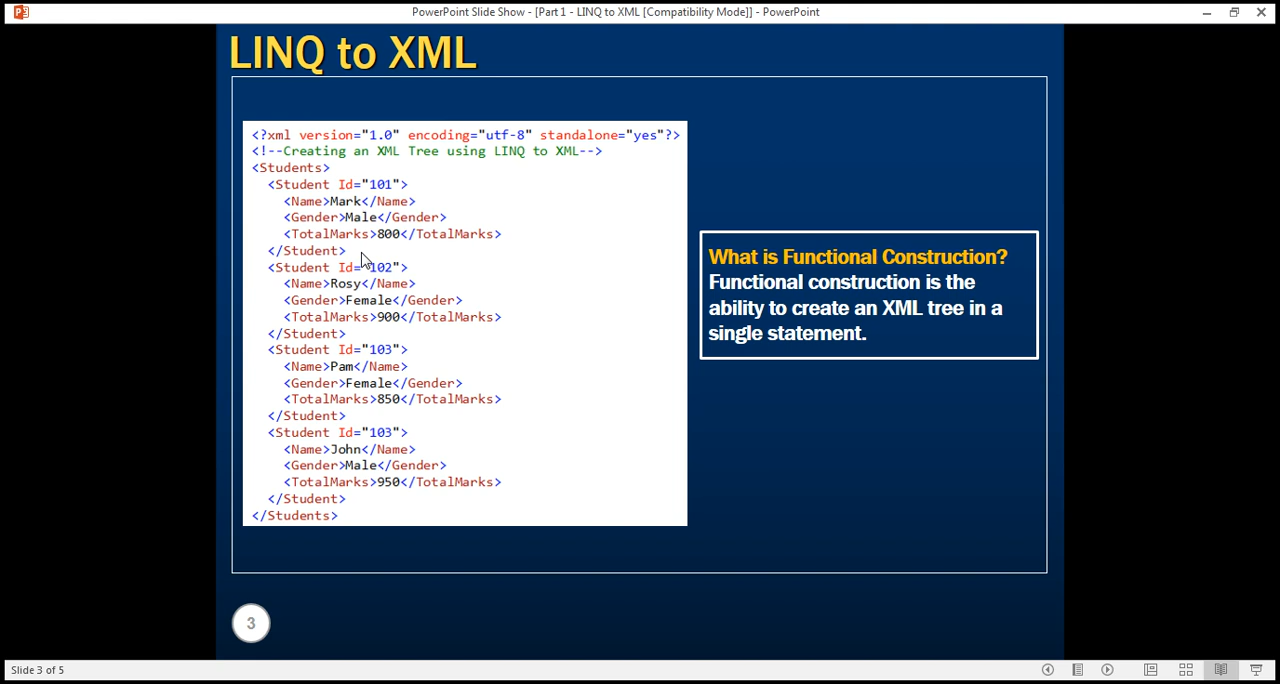 PowerPoint Slide Show - [Part 1 - LINQ to XML [Compatibility Mode]] - PowerPoint
LINQ to XML
<?xml version="1.0" encoding="utf-8" standalone="yes"?>
<!--Creating an XML Tree using LINQ to XML-->
<Students>
  <Student Id="101">
    <Name>Mark</Name>
    <Gender>Male</Gender>
    <TotalMarks>800</TotalMarks>
  </Student>
  <Student Id="102">
    <Name>Rosy</Name>
    <Gender>Female</Gender>
    <TotalMarks>900</TotalMarks>
  </Student>
  <Student Id="103">
    <Name>Pam</Name>
    <Gender>Female</Gender>
    <TotalMarks>850</TotalMarks>
  </Student>
  <Student Id="103">
    <Name>John</Name>
    <Gender>Male</Gender>
    <TotalMarks>950</TotalMarks>
  </Student>
</Students>
What is Functional Construction?
Functional construction is the
ability to create an XML tree in a
single statement.
3
Slide 3 of 5